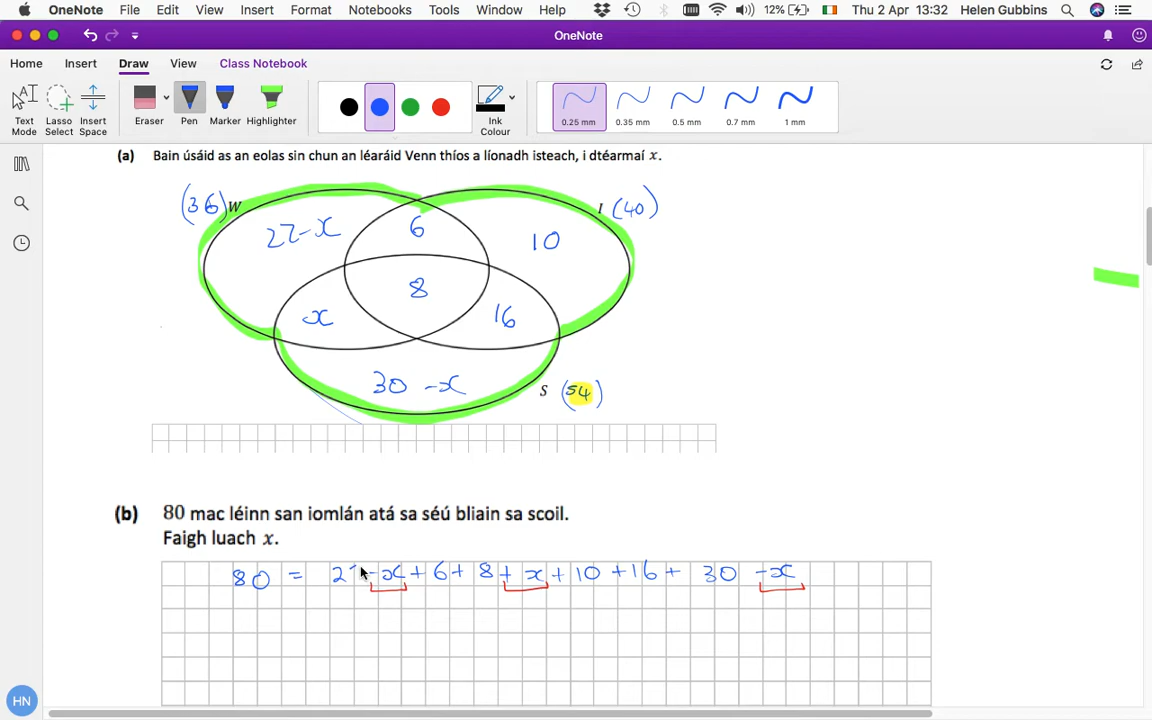 OneNote File Edit View Insert Format Notebooks Tools Window Help 12% Thu 2 Apr 13:32 Helen Gubbins
OneNote
Home Insert Draw View Class Notebook
Text Mode
Lasso Select
Insert Space
Eraser
Pen
Marker
Highlighter
Ink Colour
0.25 mm
0.35 mm
0.5 mm
0.7 mm
1 mm
(a) Bain úsáid as an eolas sin chun an léaráid Venn thíos a líonadh isteach, i dtéarmaí x.
(36) W
I (40)
22-x
6
10
8
x
16
30 -x
S (54)
(b) 80 mac léinn san iomlán atá sa séú bliain sa scoil.
Faigh luach x.
80 = 22-x+6+8+x+10+16+30-x
HN